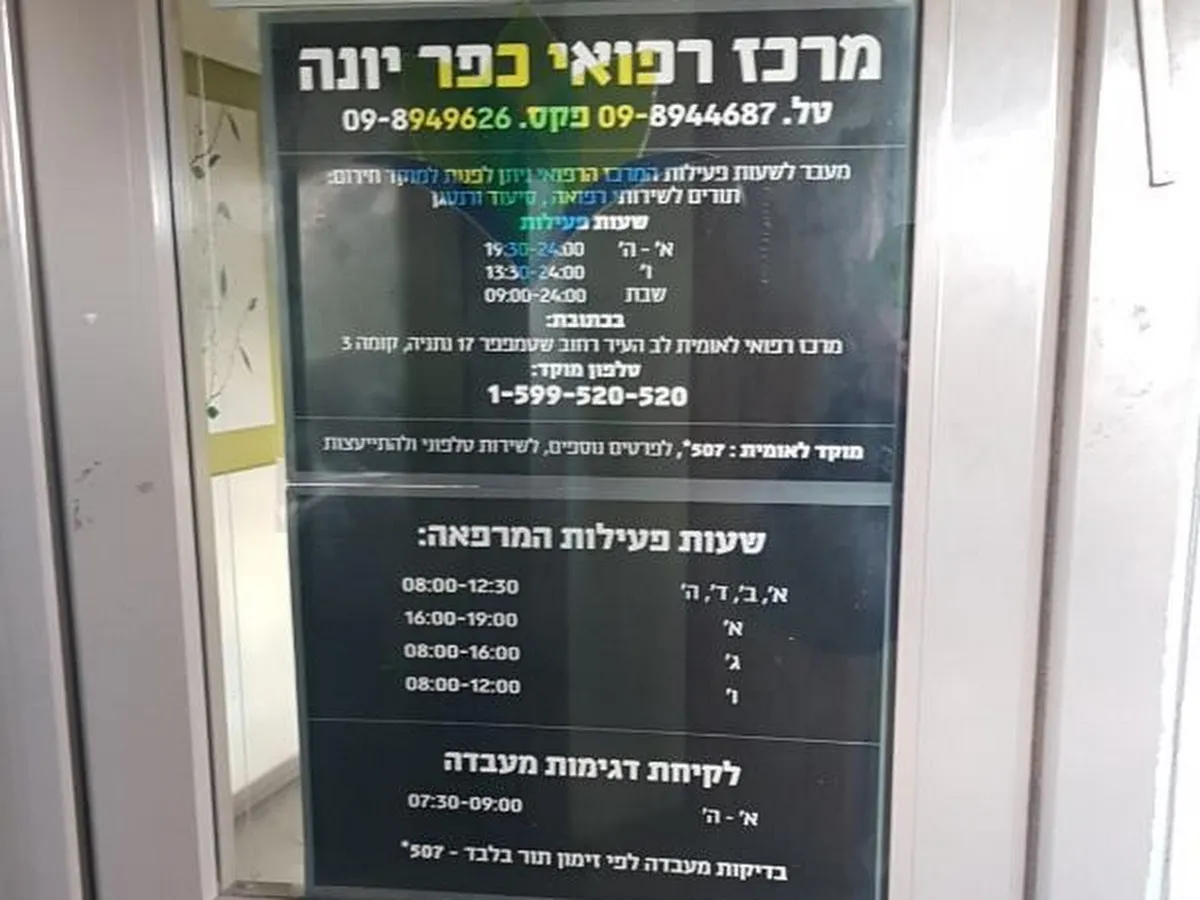 מרכז רפואי כפר יונה
טל. 09-8944687 פקס. 09-8949626
מעבר לשעות פעילות המרכז הרפואי ניתן לפנות למוקד חירום:
תורים לשירותי רפואה, סיעוד ורנטגן
שעות פעילות
א' - ה' 19:30-24:00
ו' 13:30-24:00
שבת 09:00-24:00
בכתובת:
מרכז רפואי לאומית לב העיר רחוב שטמפפר 17 נתניה, קומה 3
טלפון מוקד:
1-599-520-520
מוקד לאומית : 507*, לפרטים נוספים, לשירות טלפוני ולהתייעצות
שעות פעילות המרפאה:
א', ב', ד', ה' 08:00-12:30
א' 16:00-19:00
ג' 08:00-16:00
ו' 08:00-12:00
לקיחת דגימות מעבדה
א' - ה' 07:30-09:00
בדיקות מעבדה לפי זימון תור בלבד - 507*